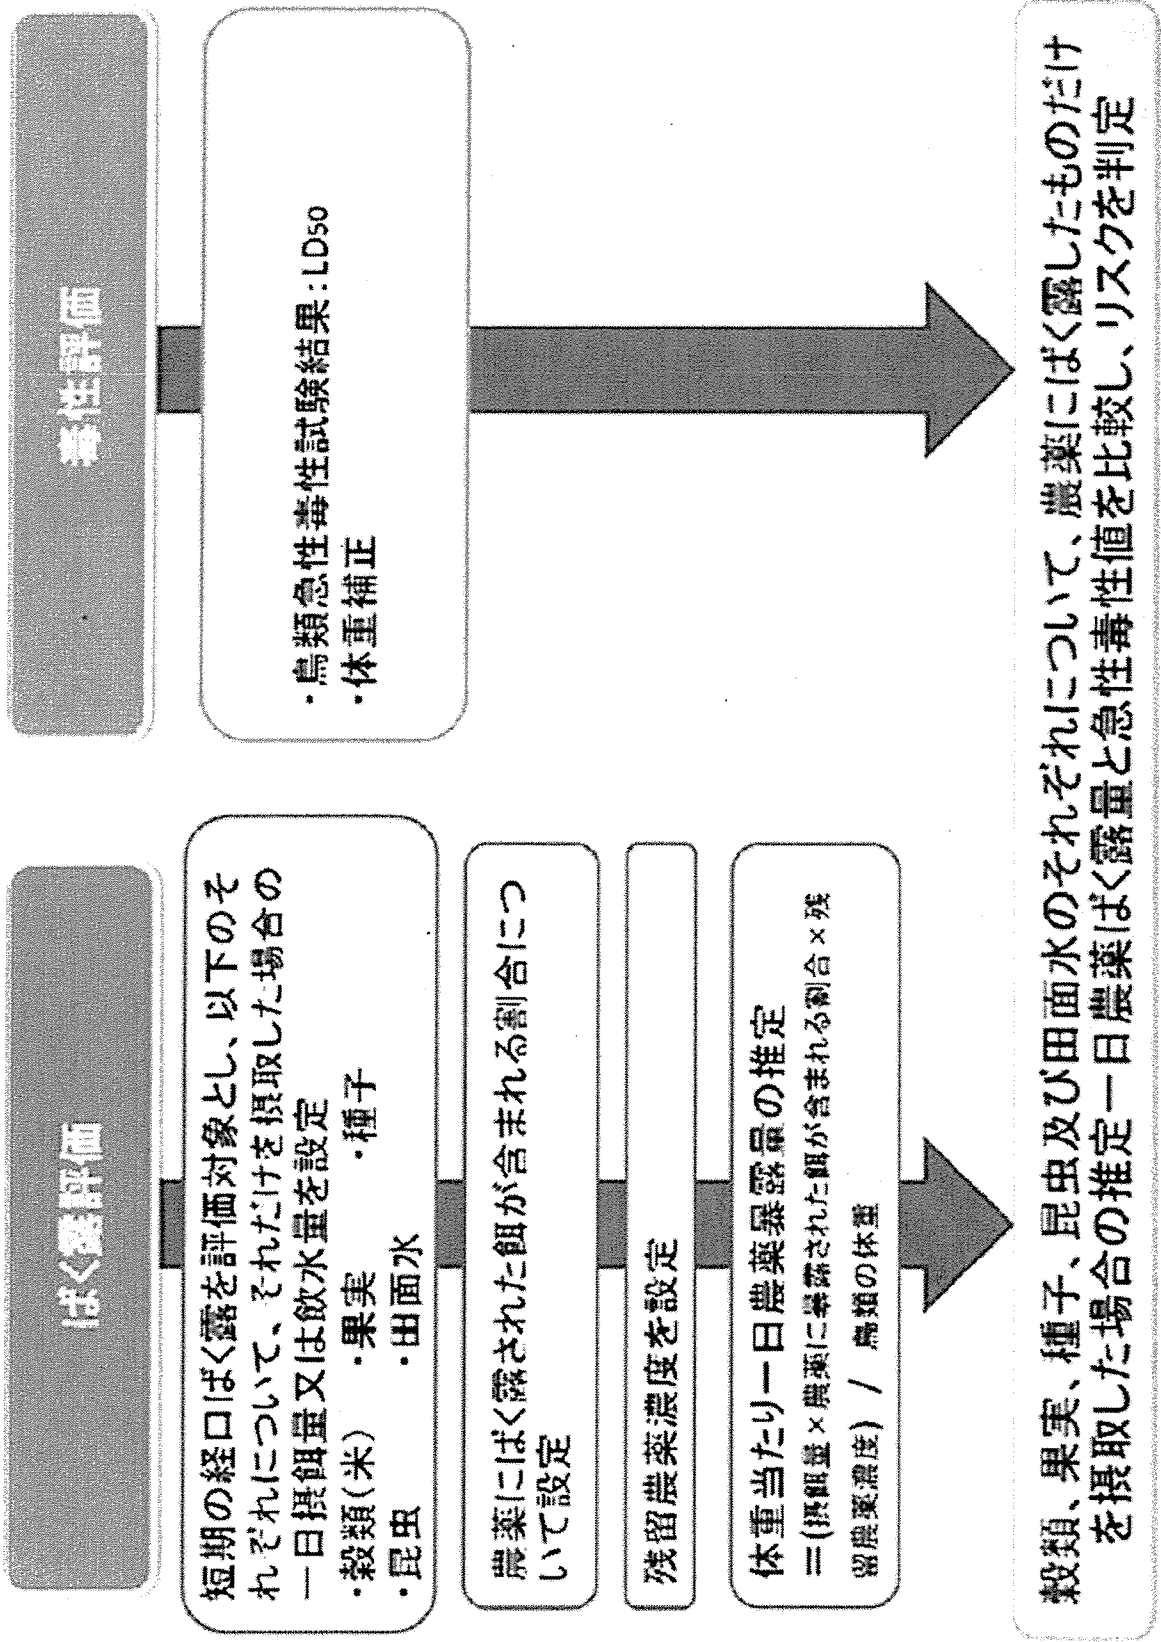 ばく露評価
短期の経口ばく露を評価対象とし、以下のそ
れぞれについて、それだけを摂取した場合の
一日摂餌量又は飲水量を設定
・穀類(米) ・果実 ・種子
・昆虫 ・田面水
農薬にばく露された餌が含まれる割合につ
いて設定
残留農薬濃度を設定
体重当たり一日農薬暴露量の推定
=(摂餌量×農薬に暴露された餌が含まれる割合×残
留農薬濃度) / 鳥類の体重
毒性評価
・鳥類急性毒性試験結果:LD50
・体重補正
穀類、果実、種子、昆虫及び田面水のそれぞれについて、農薬にばく露したものだけ
を摂取した場合の推定一日農薬ばく露量と急性毒性値を比較し、リスクを判定